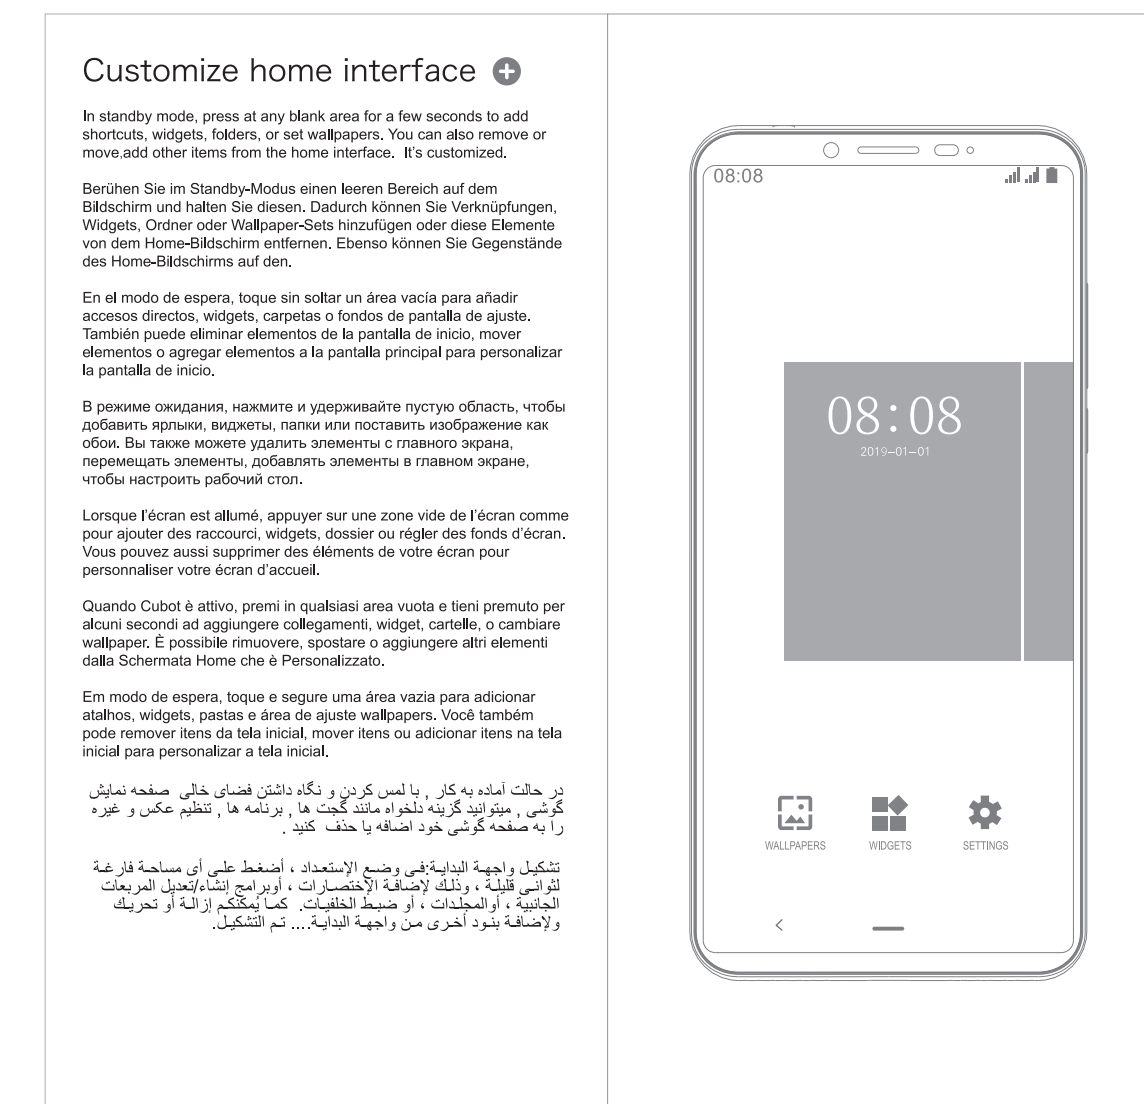 Customize home interface
In standby mode, press at any blank area for a few seconds to add
shortcuts, widgets, folders, or set wallpapers. You can also remove or
move,add other items from the home interface.  It's customized.
Berühen Sie im Standby-Modus einen leeren Bereich auf dem
Bildschirm und halten Sie diesen. Dadurch können Sie Verknüpfungen,
Widgets, Ordner oder Wallpaper-Sets hinzufügen oder diese Elemente
von dem Home-Bildschirm entfernen. Ebenso können Sie Gegenstände
des Home-Bildschirms auf den.
En el modo de espera, toque sin soltar un área vacía para añadir
accesos directos, widgets, carpetas o fondos de pantalla de ajuste.
También puede eliminar elementos de la pantalla de inicio, mover
elementos o agregar elementos a la pantalla principal para personalizar
la pantalla de inicio.
В режиме ожидания, нажмите и удерживайте пустую область, чтобы
добавить ярлыки, виджеты, папки или поставить изображение как
обои. Вы также можете удалить элементы с главного экрана,
перемещать элементы, добавлять элементы в главном экране,
чтобы настроить рабочий стол.
Lorsque l'écran est allumé, appuyer sur une zone vide de l'écran comme
pour ajouter des raccourci, widgets, dossier ou régler des fonds d'écran.
Vous pouvez aussi supprimer des éléments de votre écran pour
personnaliser votre écran d'accueil.
Quando Cubot è attivo, premi in qualsiasi area vuota e tieni premuto per
alcuni secondi ad aggiungere collegamenti, widget, cartelle, o cambiare
wallpaper. È possibile rimuovere, spostare o aggiungere altri elementi
dalla Schermata Home che è Personalizzato.
Em modo de espera, toque e segure uma área vazia para adicionar
atalhos, widgets, pastas e área de ajuste wallpapers. Você também
pode remover itens da tela inicial, mover itens ou adicionar itens na tela
inicial para personalizar a tela inicial.
در حالت آماده به کار , با لمس کردن و نگاه داشتن فضای خالی  صفحه نمایش
گوشی , میتوانید گزینه دلخواه مانند گجت ها , برنامه ها , تنظیم عکس و غیره
را به صفحه گوشی خود اضافه یا حذف  کنید .
تشكيل واجهة البداية:فى وضع الإستعداد ، أضغط على أى مساحة فارغة
لثوانى قليلة ، وذلك لإضافة الإختصارات ، أوبرامج إنشاء/تعديل المربعات
الجانبية ، أوالمجلدات ، أو ضبط الخلفيات.  كما يُمكنكم إزالة أو تحريك
ولإضافة بنود أخرى من واجهة البداية.... تم التشكيل.
08:08
08:08
2019-01-01
WALLPAPERS
WIDGETS
SETTINGS